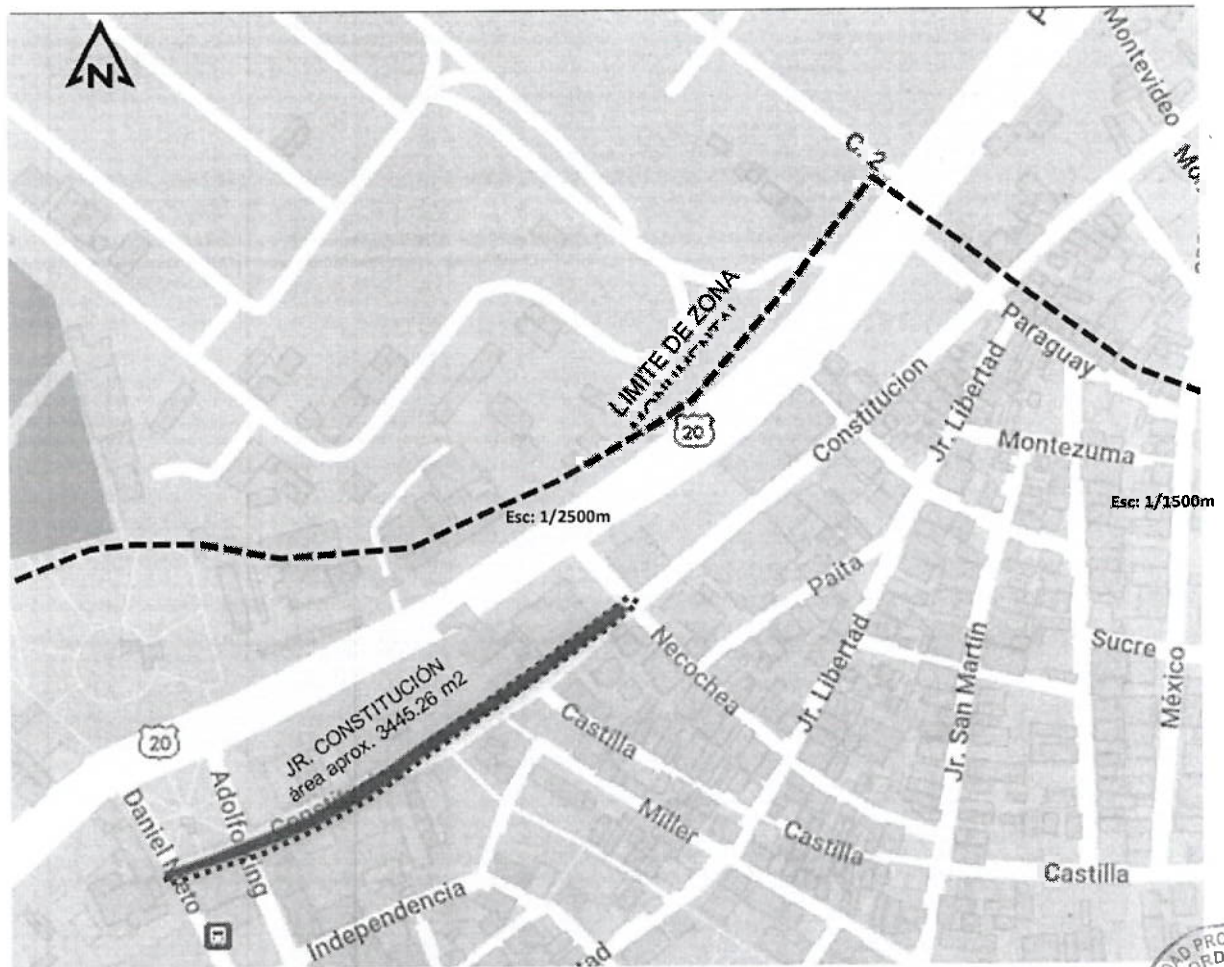 N
Montevideo
C. 2
LIMITE DE ZONA
MONUMENTAL
20
Paraguay
Constitucion
Jr. Libertad
Montezuma
Esc: 1/1500m
Esc: 1/2500m
Paita
Necochea
Sucre
México
Jr. Libertad
Jr. San Martín
JR. CONSTITUCIÓN
área aprox. 3445.26 m2
20
Castilla
Daniel Nieto
Miller
Castilla
Castilla
Independencia